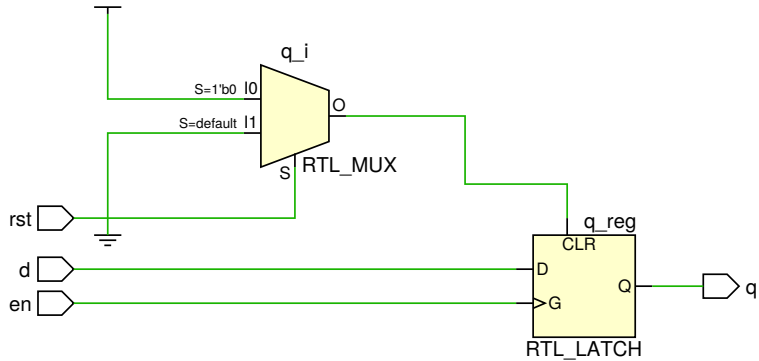 q_i
S=1'b0 I0
O
S=default I1
S
RTL_MUX
rst
q_reg
CLR
d
D
Q
q
en
G
RTL_LATCH